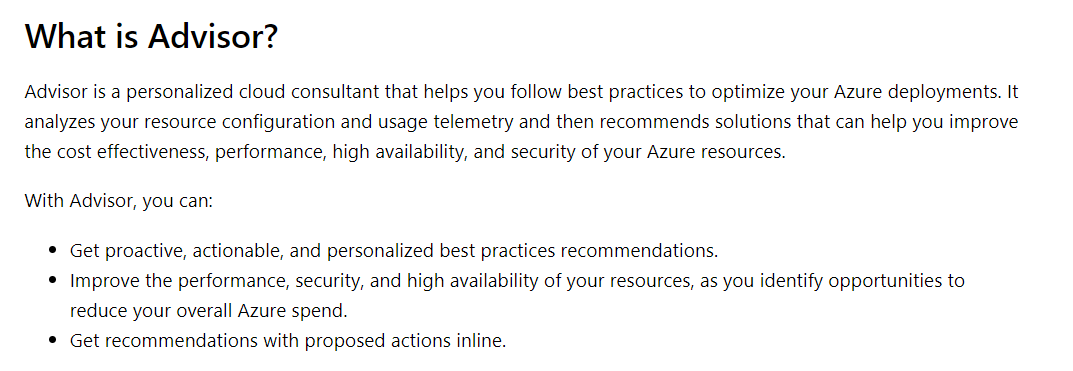 What is Advisor?
Advisor is a personalized cloud consultant that helps you follow best practices to optimize your Azure deployments. It
analyzes your resource configuration and usage telemetry and then recommends solutions that can help you improve
the cost effectiveness, performance, high availability, and security of your Azure resources.
With Advisor, you can:
• Get proactive, actionable, and personalized best practices recommendations.
• Improve the performance, security, and high availability of your resources, as you identify opportunities to
reduce your overall Azure spend.
• Get recommendations with proposed actions inline.